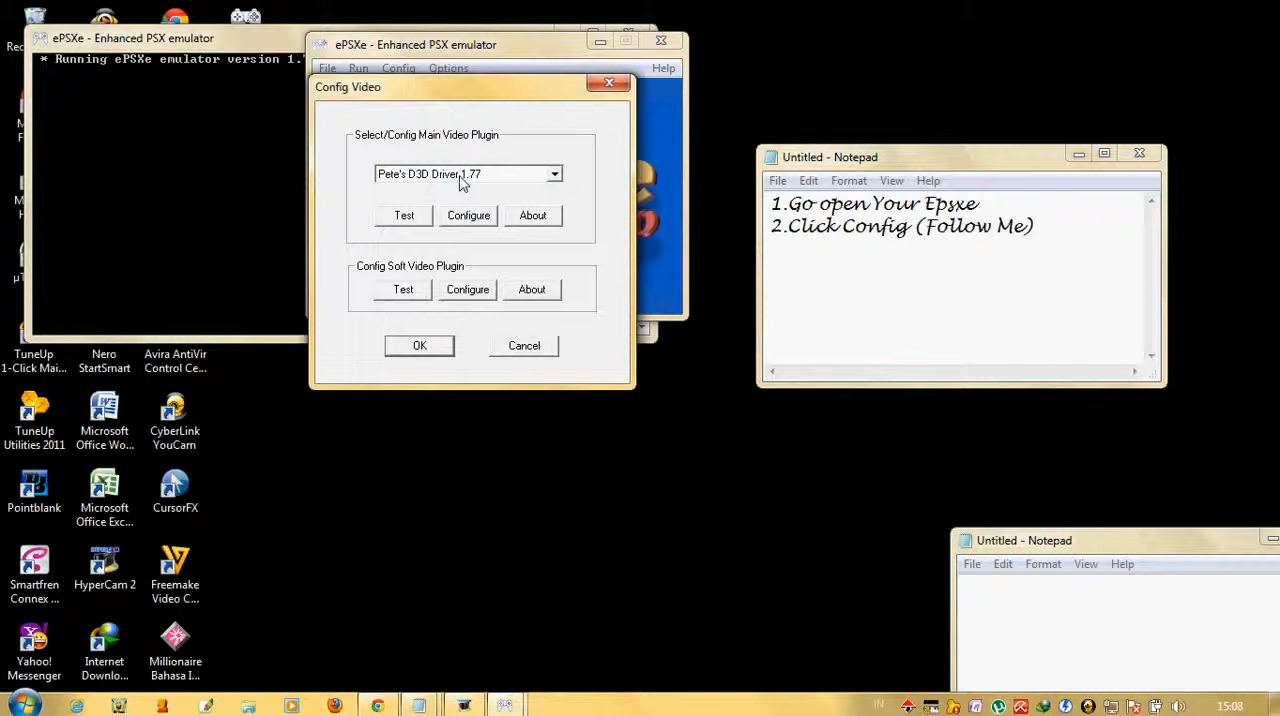 ePSXe - Enhanced PSX emulator
* Running ePSXe emulator version 1.
ePSXe - Enhanced PSX emulator
File Run Config Options Help
Config Video
Select/Config Main Video Plugin
Pete's D3D Driver 1.77
Test Configure About
Config Soft Video Plugin
Test Configure About
OK Cancel
Untitled - Notepad
File Edit Format View Help
1.Go open Your Epsxe
2.Click Config (Follow Me)
Untitled - Notepad
File Edit Format View Help
TuneUp
1-Click Mai...
Nero
StartSmart
Avira AntiVir
Control Ce...
TuneUp
Utilities 2011
Microsoft
Office Wo...
CyberLink
YouCam
Pointblank
Microsoft
Office Exc...
CursorFX
Smartfren
Connex ...
HyperCam 2
Freemake
Video C...
Yahoo!
Messenger
Internet
Downlo...
Millionaire
Bahasa I...
IN
15:08